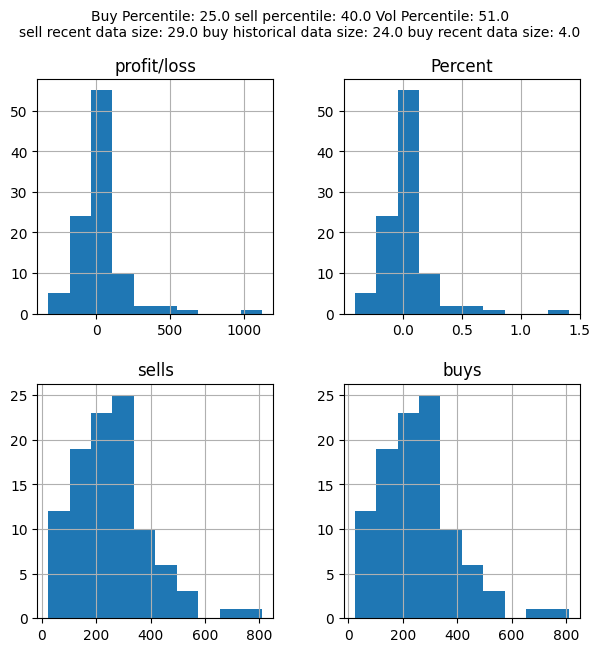 Buy Percentile: 25.0 sell percentile: 40.0 Vol Percentile: 51.0
sell recent data size: 29.0 buy historical data size: 24.0 buy recent data size: 4.0
profit/loss
50
40
30
20
10
0
0 500 1000
Percent
50
40
30
20
10
0
0.0 0.5 1.0 1.5
sells
25
20
15
10
5
0
0 200 400 600 800
buys
25
20
15
10
5
0
0 200 400 600 800